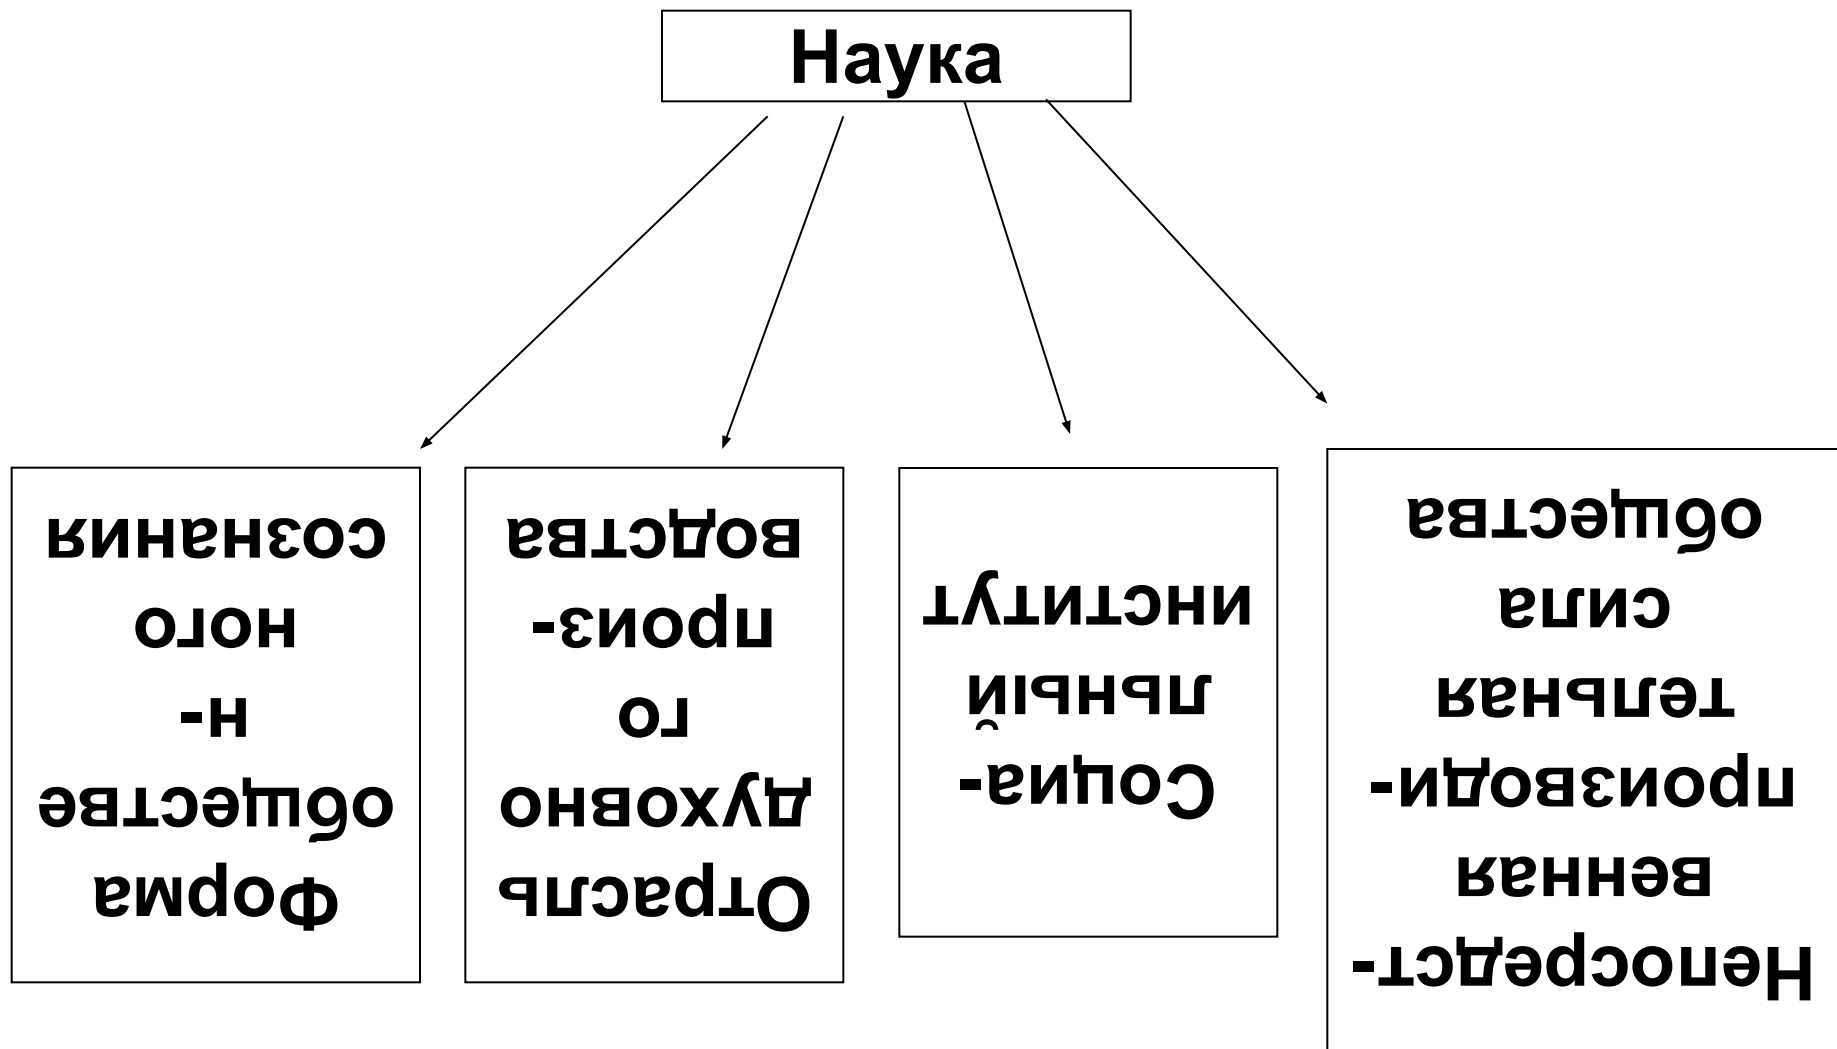 Наука
Форма
обществе
н-
ного
сознания
Отрасль
духовно
го
произ-
водства
Социа-
льный
институт
Непосредст-
венная
производи-
тельная
сила
общества